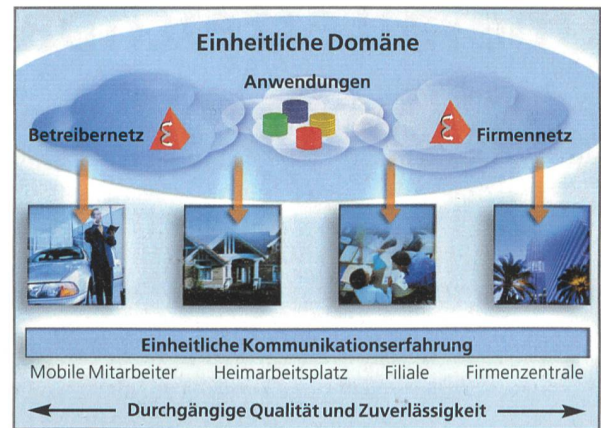 Einheitliche Domäne
Anwendungen
Betreibernetz
Firmennetz
Einheitliche Kommunikationserfahrung
Mobile Mitarbeiter Heimarbeitsplatz Filiale Firmenzentrale
Durchgängige Qualität und Zuverlässigkeit